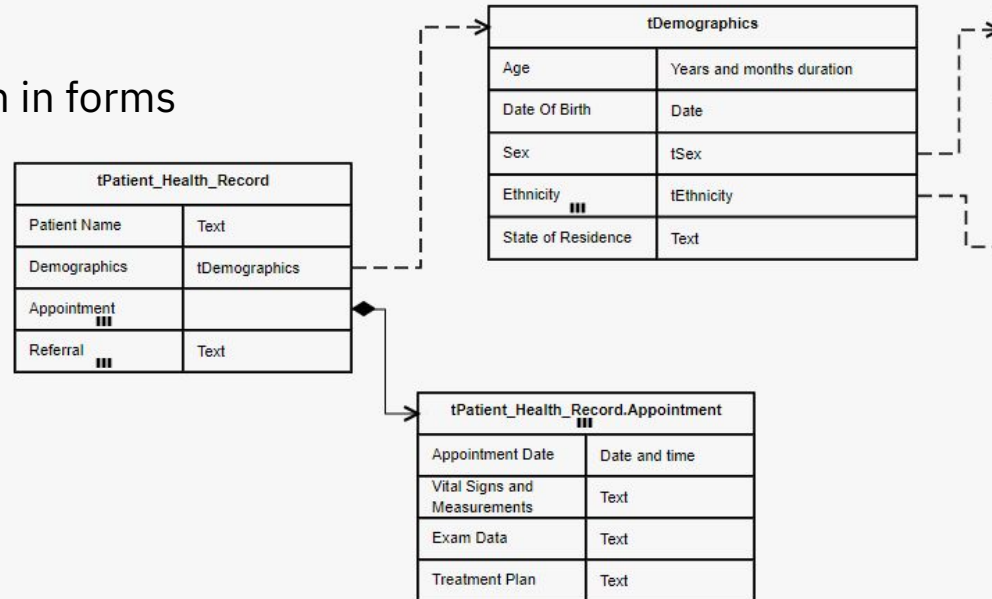 in forms
tDemographics
Age Years and months duration
Date Of Birth Date
Sex tSex
Ethnicity tEthnicity
State of Residence Text
tPatient_Health_Record
Patient Name Text
Demographics tDemographics
Appointment
Referral Text
tPatient_Health_Record.Appointment
Appointment Date Date and time
Vital Signs and
Measurements Text
Exam Data Text
Treatment Plan Text